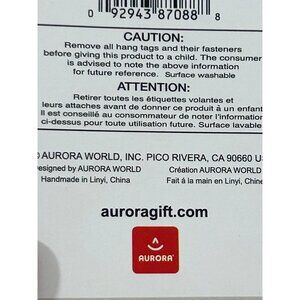 0 92943 87088 8
CAUTION:
Remove all hang tags and their fasteners
before giving this product to a child. The consumer
is advised to note the above information
for future reference. Surface washable
ATTENTION:
Retirer toutes les étiquettes volantes et
leurs attaches avant de donner ce produit à un enfant
Il est conseillé au consommateur de noter l'information
ci-dessus pour toute utilisation future. Surface lavable
© AURORA WORLD, INC. PICO RIVERA, CA 90660 U
Designed by AURORA WORLD
Création AURORA WORLD
Handmade in Linyi, China
Fait à la main en Linyi, China
auroragift.com
AURORA